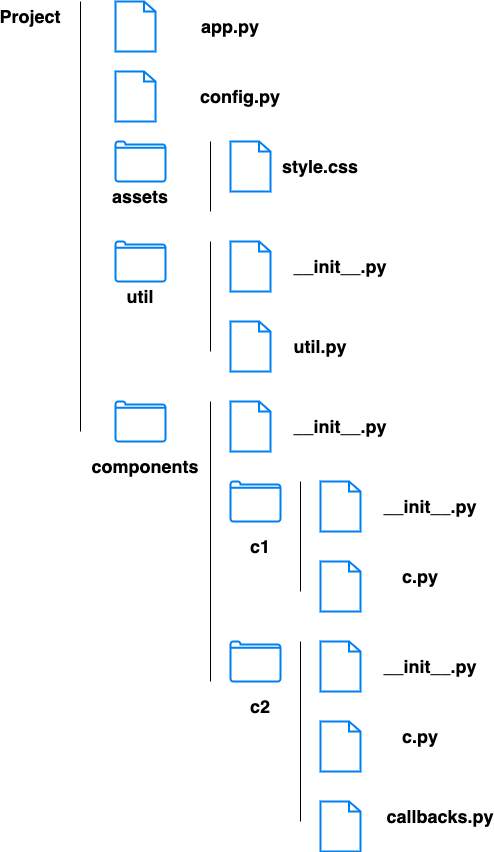 Project
app.py
config.py
assets
style.css
util
__init__.py
util.py
components
__init__.py
c1
__init__.py
c.py
c2
__init__.py
c.py
callbacks.py